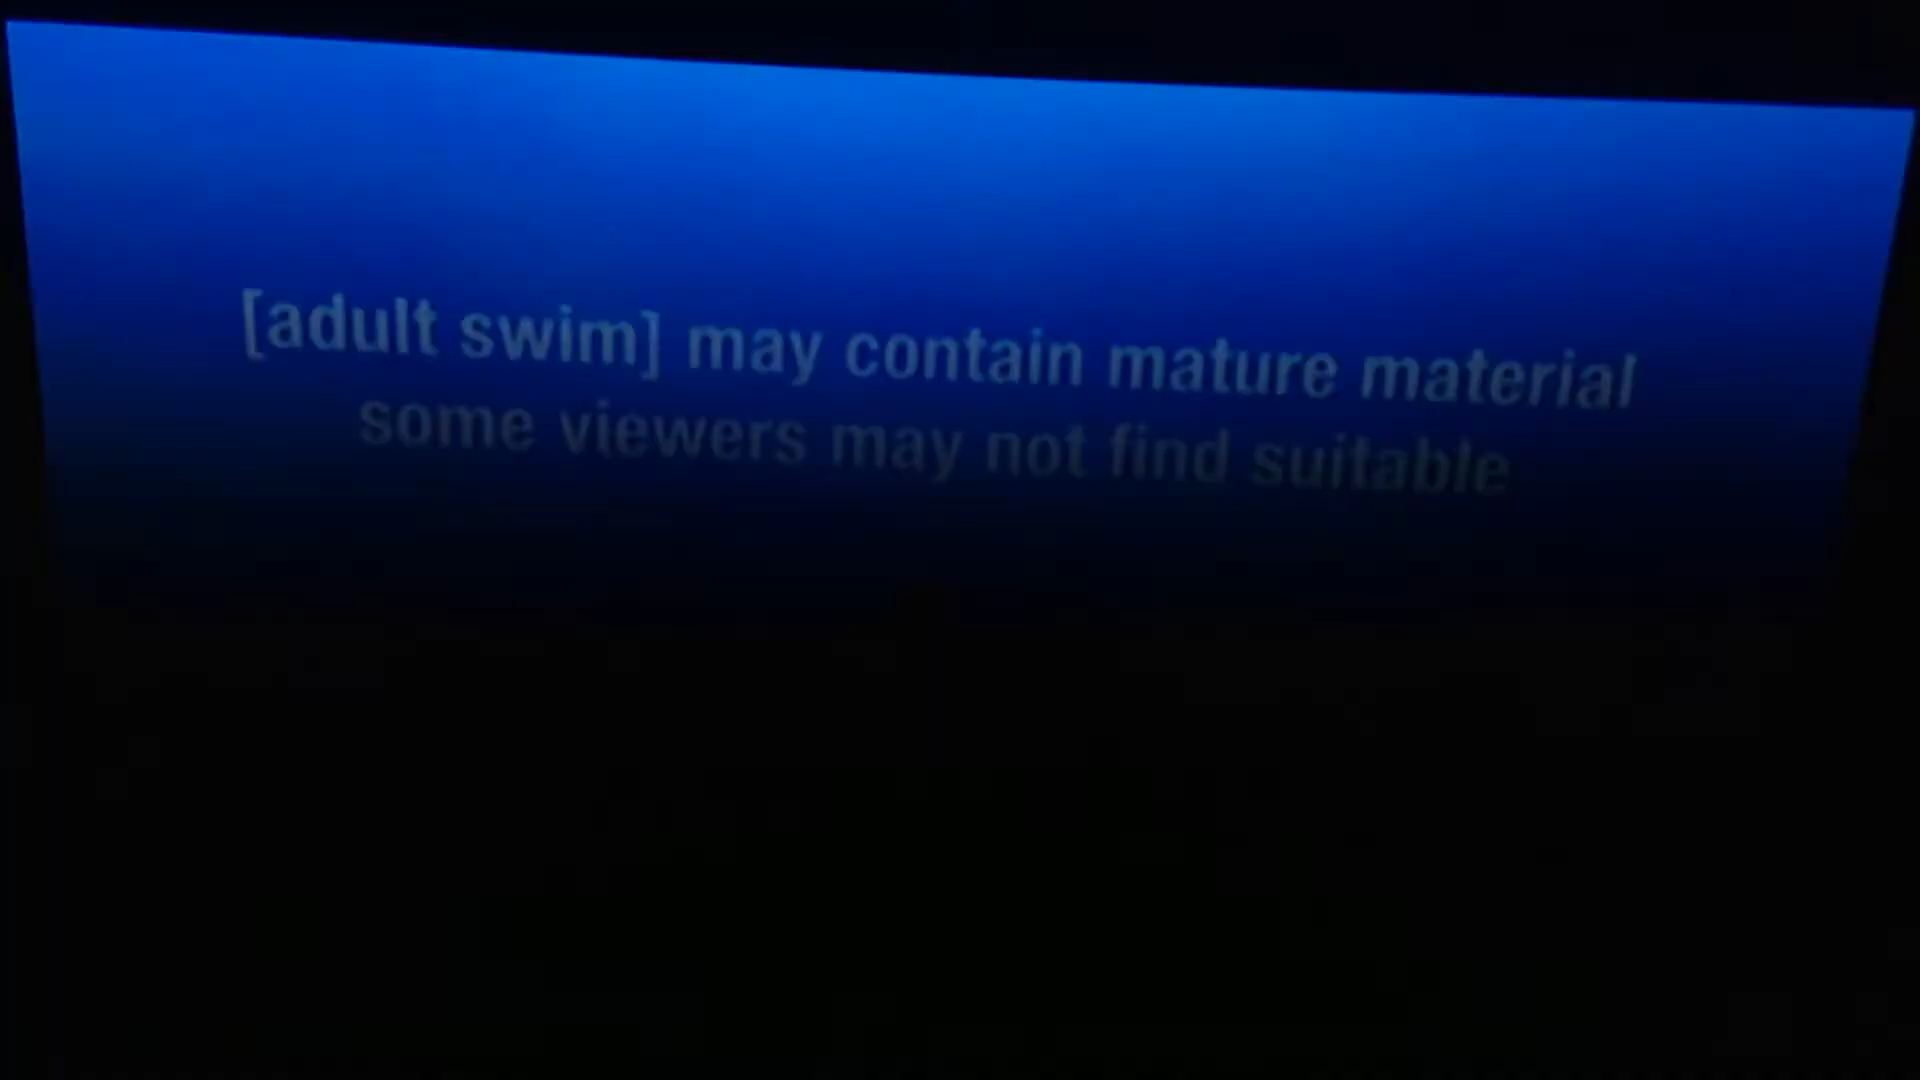 [adult swim] may contain mature material
some viewers may not find suitable